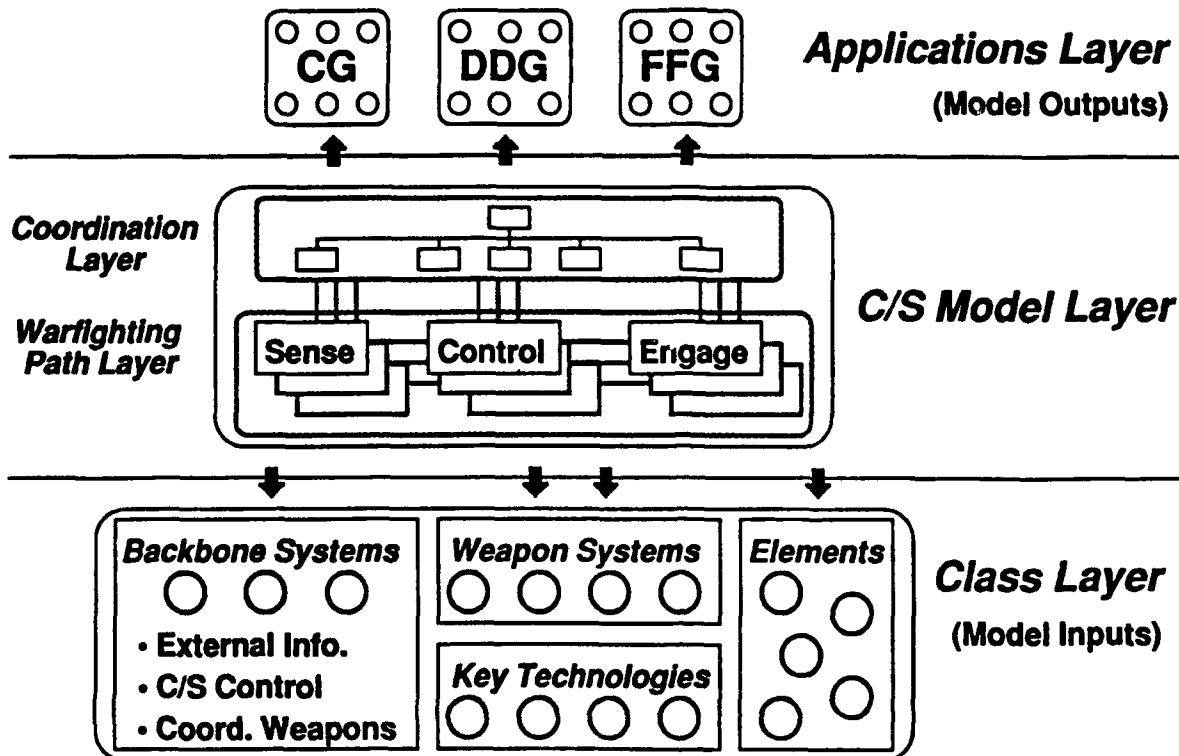 CG
DDG
FFG
Applications Layer
(Model Outputs)
Coordination
Layer
C/S Model Layer
Warfighting
Path Layer
Sense
Control
Engage
Backbone Systems
• External Info.
• C/S Control
• Coord. Weapons
Weapon Systems
Key Technologies
Elements
Class Layer
(Model Inputs)